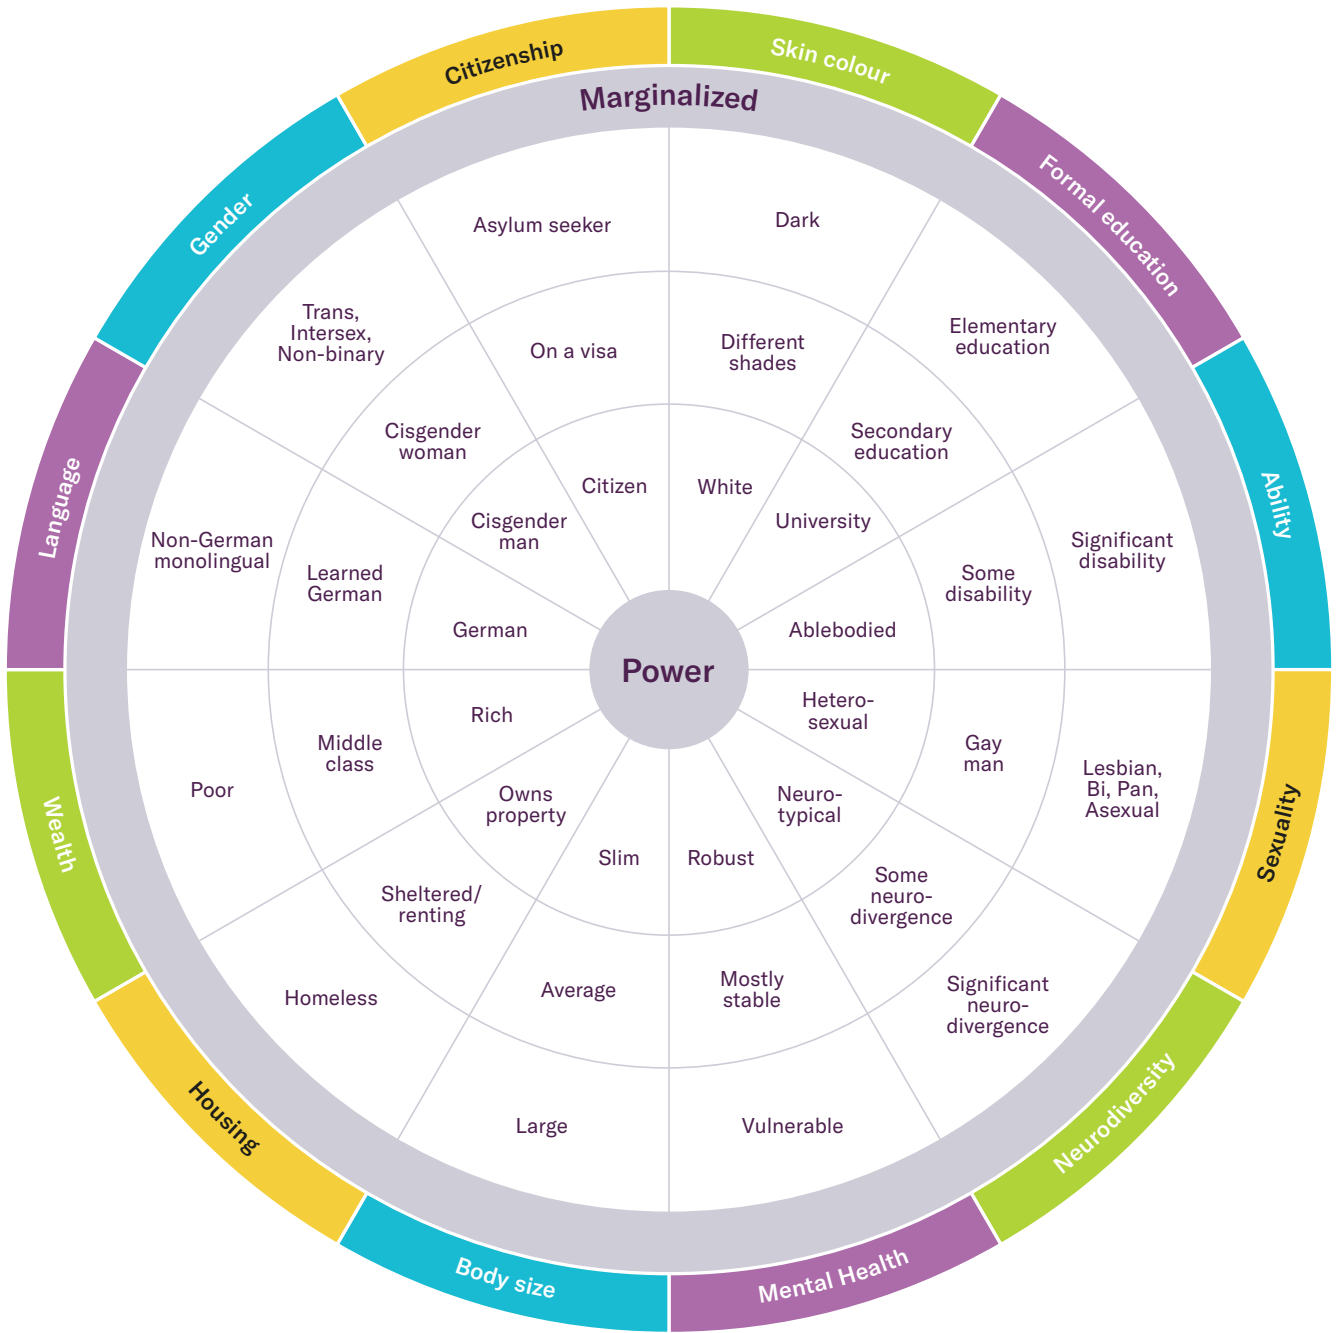 Citizenship
Skin colour
Formal education
Ability
Sexuality
Neurodiversity
Mental Health
Body size
Housing
Wealth
Language
Gender
Marginalized
Asylum seeker
On a visa
Citizen
Dark
Different
shades
White
Elementary
education
Secondary
education
University
Significant
disability
Some
disability
Ablebodied
Lesbian,
Bi, Pan,
Asexual
Gay
man
Hetero-
sexual
Significant
neuro-
divergence
Some
neuro-
divergence
Neuro-
typical
Vulnerable
Mostly
stable
Robust
Large
Average
Slim
Homeless
Sheltered/
renting
Owns
property
Poor
Middle
class
Rich
Non-German
monolingual
Learned
German
German
Trans,
Intersex,
Non-binary
Cisgender
woman
Cisgender
man
Power